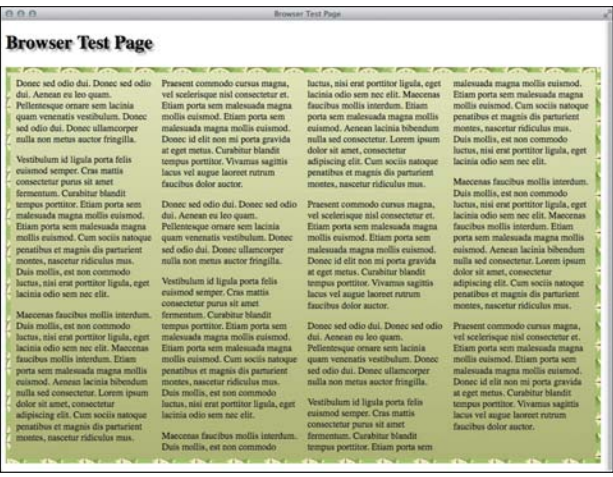 Browser Test Page
Browser Test Page
Donec sed odio dui. Donec sed odio
dui. Aenean eu leo quam.
Pellentesque ornare sem lacinia
quam venenatis vestibulum. Donec
sed odio dui. Donec ullamcorper
nulla non metus auctor fringilla.
Vestibulum id ligula porta felis
euismod semper. Cras mattis
consectetur purus sit amet
fermentum. Curabitur blandit
tempus porttitor. Etiam porta sem
malesuada magna mollis euismod.
Etiam porta sem malesuada magna
mollis euismod. Cum sociis natoque
penatibus et magnis dis parturient
montes, nascetur ridiculus mus.
Duis mollis, est non commodo
luctus, nisi erat porttitor ligula, eget
lacinia odio sem nec elit.
Maecenas faucibus mollis interdum.
Duis mollis, est non commodo
luctus, nisi erat porttitor ligula, eget
lacinia odio sem nec elit. Maecenas
faucibus mollis interdum. Etiam
porta sem malesuada magna mollis
euismod. Aenean lacinia bibendum
nulla sed consectetur. Lorem ipsum
dolor sit amet, consectetur
adipiscing elit. Cum sociis natoque
penatibus et magnis dis parturient
montes, nascetur ridiculus mus.
Praesent commodo cursus magna,
vel scelerisque nisl consectetur et.
Etiam porta sem malesuada magna
mollis euismod. Etiam porta sem
malesuada magna mollis euismod.
Donec id elit non mi porta gravida
at eget metus. Curabitur blandit
tempus porttitor. Vivamus sagittis
lacus vel augue laoreet rutrum
faucibus dolor auctor.
Donec sed odio dui. Donec sed odio
dui. Aenean eu leo quam.
Pellentesque ornare sem lacinia
quam venenatis vestibulum. Donec
sed odio dui. Donec ullamcorper
nulla non metus auctor fringilla.
Vestibulum id ligula porta felis
euismod semper. Cras mattis
consectetur purus sit amet
fermentum. Curabitur blandit
tempus porttitor. Etiam porta sem
malesuada magna mollis euismod.
Etiam porta sem malesuada magna
mollis euismod. Cum sociis natoque
penatibus et magnis dis parturient
montes, nascetur ridiculus mus.
Duis mollis, est non commodo
luctus, nisi erat porttitor ligula, eget
lacinia odio sem nec elit.
Maecenas faucibus mollis interdum.
Duis mollis, est non commodo
luctus, nisi erat porttitor ligula, eget
lacinia odio sem nec elit. Maecenas
faucibus mollis interdum. Etiam
porta sem malesuada magna mollis
euismod. Aenean lacinia bibendum
nulla sed consectetur. Lorem ipsum
dolor sit amet, consectetur
adipiscing elit. Cum sociis natoque
penatibus et magnis dis parturient
montes, nascetur ridiculus mus.
Praesent commodo cursus magna,
vel scelerisque nisl consectetur et.
Etiam porta sem malesuada magna
mollis euismod. Etiam porta sem
malesuada magna mollis euismod.
Donec id elit non mi porta gravida
at eget metus. Curabitur blandit
tempus porttitor. Vivamus sagittis
lacus vel augue laoreet rutrum
faucibus dolor auctor.
Donec sed odio dui. Donec sed odio
dui. Aenean eu leo quam.
Pellentesque ornare sem lacinia
quam venenatis vestibulum. Donec
sed odio dui. Donec ullamcorper
nulla non metus auctor fringilla.
Vestibulum id ligula porta felis
euismod semper. Cras mattis
consectetur purus sit amet
fermentum. Curabitur blandit
tempus porttitor. Etiam porta sem
malesuada magna mollis euismod.
Etiam porta sem malesuada magna
mollis euismod. Cum sociis natoque
penatibus et magnis dis parturient
montes, nascetur ridiculus mus.
Duis mollis, est non commodo
luctus, nisi erat porttitor ligula, eget
lacinia odio sem nec elit.
Maecenas faucibus mollis interdum.
Duis mollis, est non commodo
luctus, nisi erat porttitor ligula, eget
lacinia odio sem nec elit. Maecenas
faucibus mollis interdum. Etiam
porta sem malesuada magna mollis
euismod. Aenean lacinia bibendum
nulla sed consectetur. Lorem ipsum
dolor sit amet, consectetur
adipiscing elit. Cum sociis natoque
penatibus et magnis dis parturient
montes, nascetur ridiculus mus.
Praesent commodo cursus magna,
vel scelerisque nisl consectetur et.
Etiam porta sem malesuada magna
mollis euismod. Etiam porta sem
malesuada magna mollis euismod.
Donec id elit non mi porta gravida
at eget metus. Curabitur blandit
tempus porttitor. Vivamus sagittis
lacus vel augue laoreet rutrum
faucibus dolor auctor.